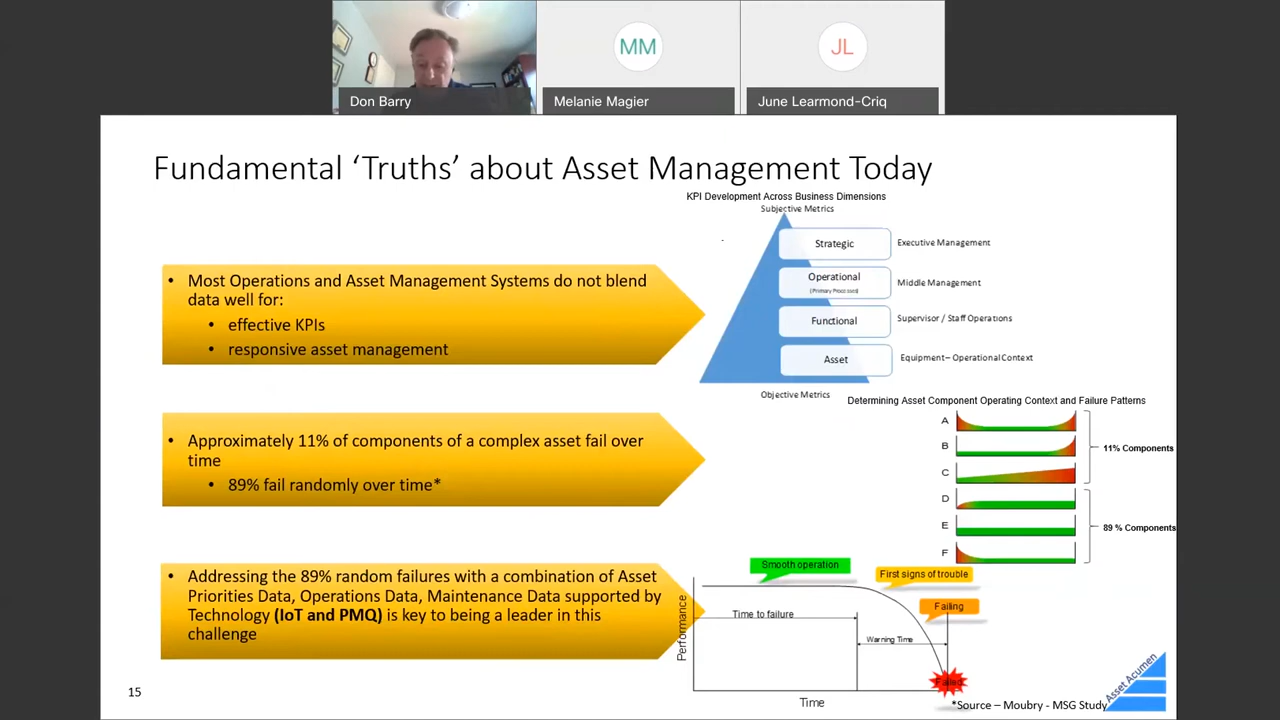 MM
JL
Don Barry
Melanie Magier
June Learmond-Criq
Fundamental ‘Truths’ about Asset Management Today
• Most Operations and Asset Management Systems do not blend
data well for:
• effective KPIs
• responsive asset management
KPI Development Across Business Dimensions
Subjective Metrics
Strategic
Executive Management
Operational
(Primary Processes)
Middle Management
Functional
Supervisor / Staff Operations
Asset
Equipment – Operational Context
Objective Metrics
• Approximately 11% of components of a complex asset fail over
time
• 89% fail randomly over time*
Determining Asset Component Operating Context and Failure Patterns
A
B
C
D
E
F
11% Components
89 % Components
• Addressing the 89% random failures with a combination of Asset
Priorities Data, Operations Data, Maintenance Data supported by
Technology (IoT and PMQ) is key to being a leader in this
challenge
Smooth operation
First signs of trouble
Failing
Time to failure
Warning Time
Failed
Performance
Time
15
*Source – Moubry - MSG Study
Asset Acumen